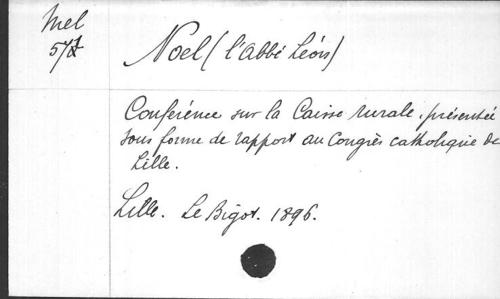 Mel
57
Noel (l'abbé Léon)
Conférence sur la Caisse rurale, présentée
sous forme de rapport au Congrès catholique de
Lille.
Lille. Le Bigot. 1896.